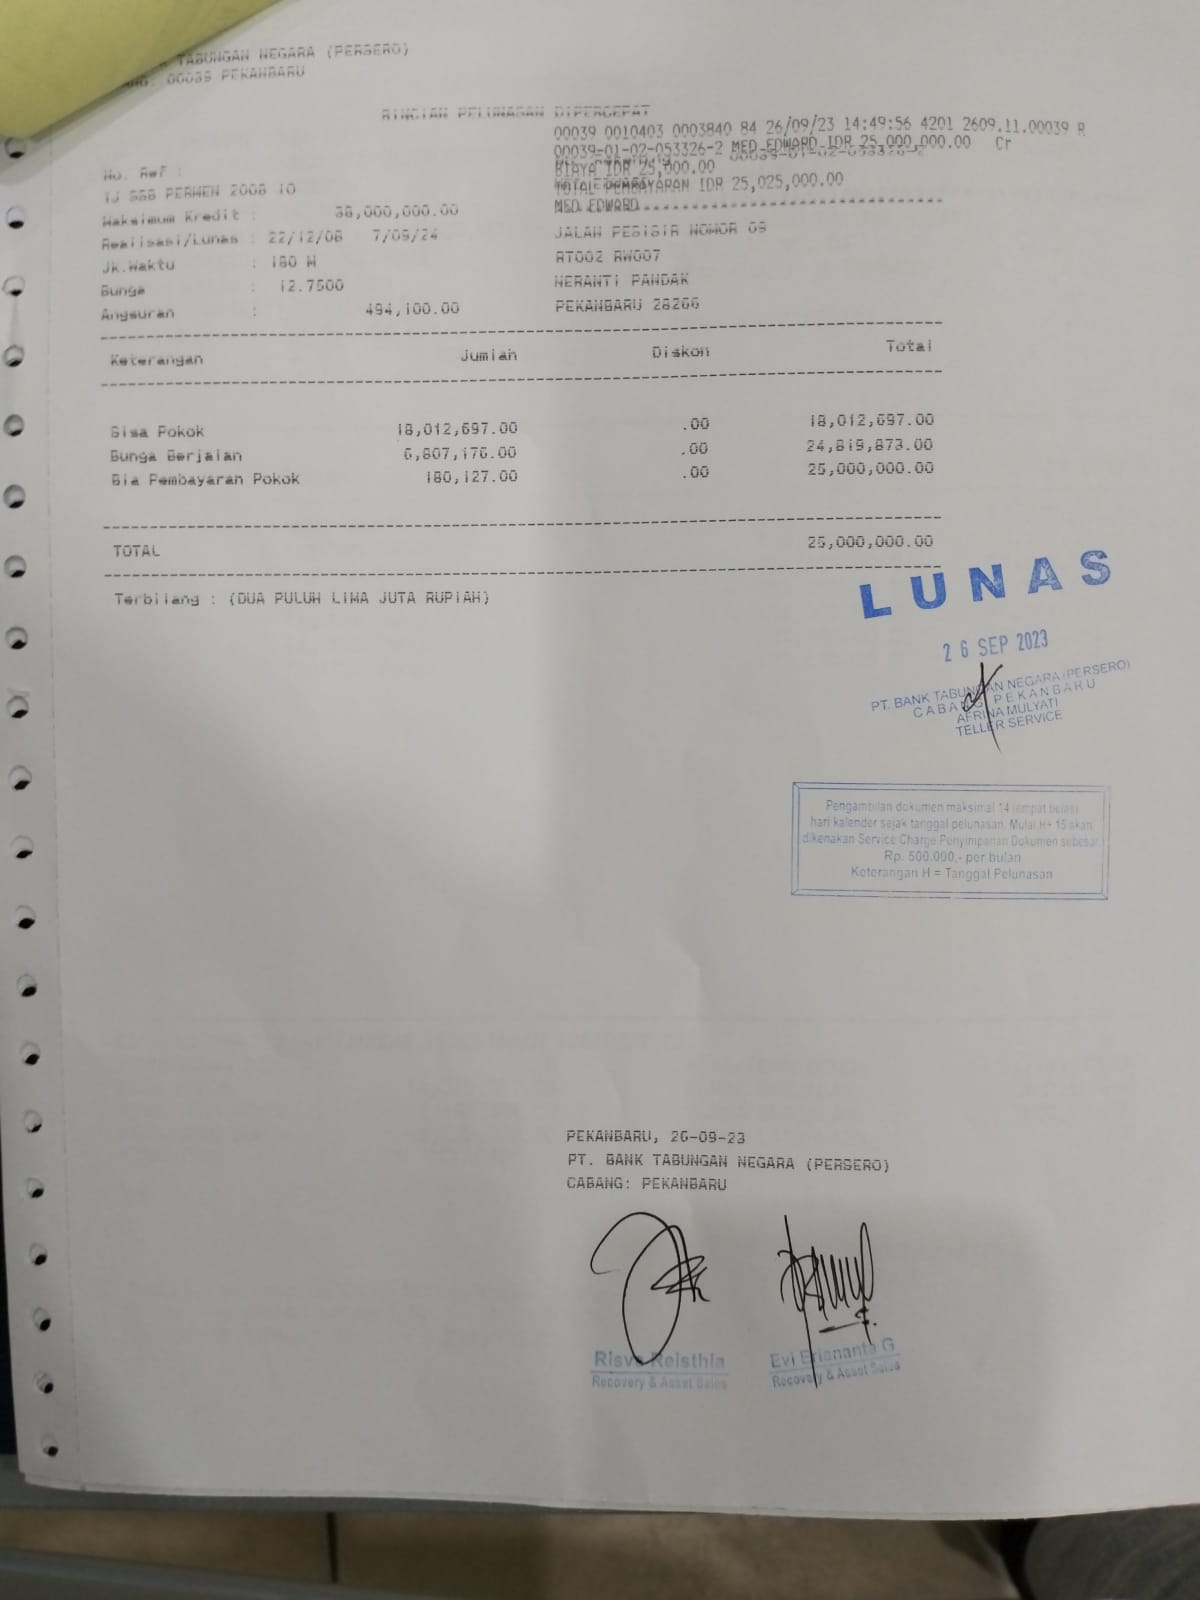 TABUNGAN NEGARA (PERSERO)
00039 PEKANBARU
RINCIAN PELUNASAN DIPERCEPAT
00039 0010403 0003840 84 26/09/23 14:49:56 4201 2609.11.00039 R
00039-01-02-053326-2 MED EDWARD IDR 25,000,000.00 Cr
BIAYA IDR 25,000.00
TOTAL PEMBAYARAN IDR 25,025,000.00
MED EDWARD
No. Ref :
PERMEN 2008
Maksimum Kredit : 38,000,000.00
Realisasi/Lunas : 22/12/08 7/09/24
Jk.Waktu : 180 M
Bunga : 12.7500
Angsuran : 494,100.00
JALAN PESISIR NOMOR 09
RT002 RW007
MERANTI PANDAK
PEKANBARU 28266
Keterangan Jumlah Diskon Total
Sisa Pokok 18,012,697.00 .00 18,012,697.00
Bunga Berjalan 6,807,176.00 .00 24,819,873.00
Bia Pembayaran Pokok 180,127.00 .00 25,000,000.00
TOTAL 25,000,000.00
Terbilang : (DUA PULUH LIMA JUTA RUPIAH)
LUNAS
26 SEP 2023
PT. BANK TABUNGAN NEGARA (PERSERO)
CABANG PEKANBARU
AFRINA MULYATI
TELLER SERVICE
Pengambilan dokumen maksimal 14 (empat belas)
hari kalender sejak tanggal pelunasan. Mulai H+ 15 akan
dikenakan Service Charge Penyimpanan Dokumen sebesar
Rp. 500.000,- per bulan
Keterangan H = Tanggal Pelunasan
PEKANBARU, 26-09-23
PT. BANK TABUNGAN NEGARA (PERSERO)
CABANG: PEKANBARU
Reisthia
Recovery & Asset Sales
Evi Eriananta G
Recovery & Asset Sales